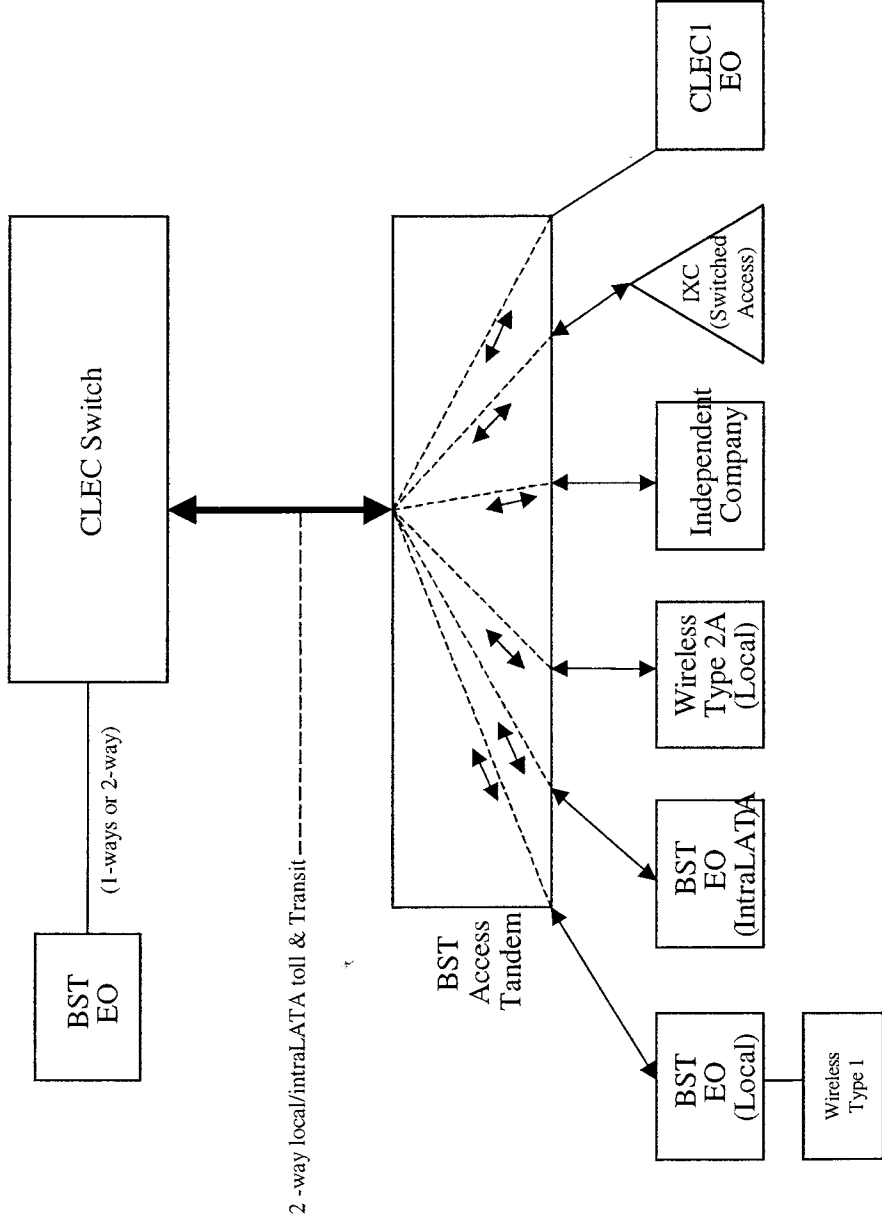 CLEC Switch
BST
EO
(1-ways or 2-way)
2 -way local/intraLATA toll & Transit
BST
Access
Tandem
BST
EO
(Local)
Wireless
Type 1
BST
EO
(IntraLATA)
Wireless
Type 2A
(Local)
Independent
Company
IXC
(Switched
Access)
CLEC1
EO